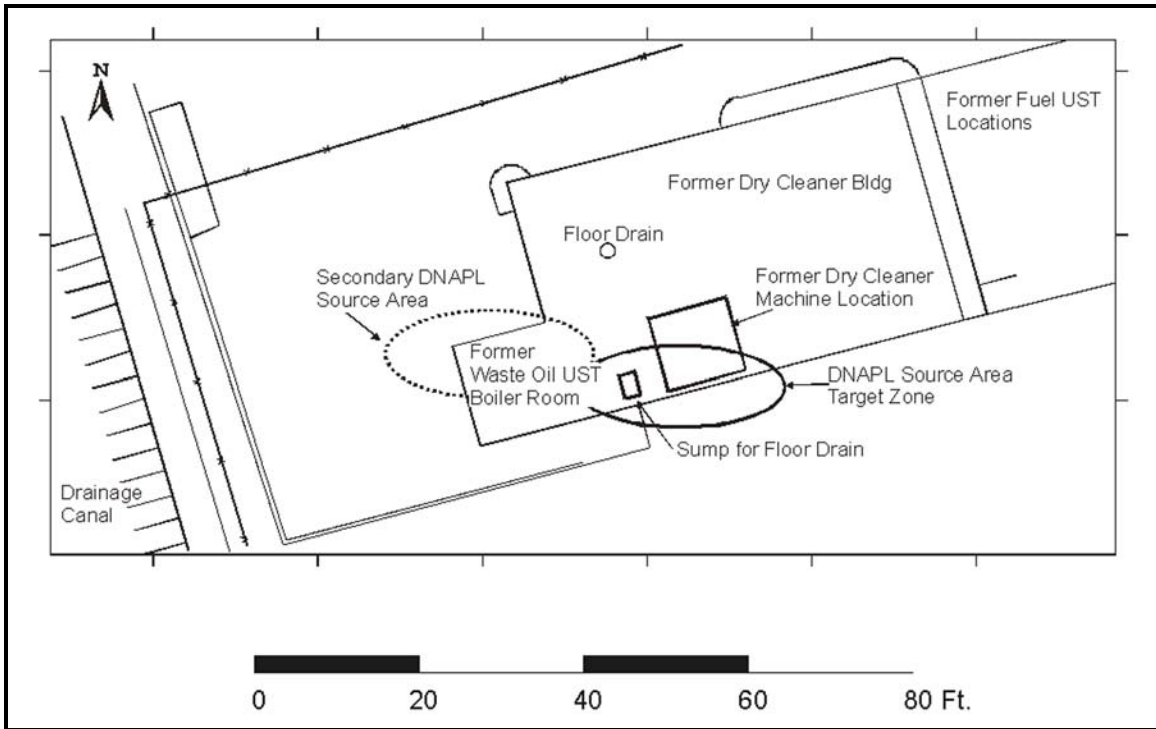 N
Former Fuel UST
Locations
Former Dry Cleaner Bldg
Floor Drain
Secondary DNAPL
Source Area
Former Dry Cleaner
Machine Location
Former
Waste Oil UST
Boiler Room
DNAPL Source Area
Target Zone
Sump for Floor Drain
Drainage
Canal
0 20 40 60 80 Ft.